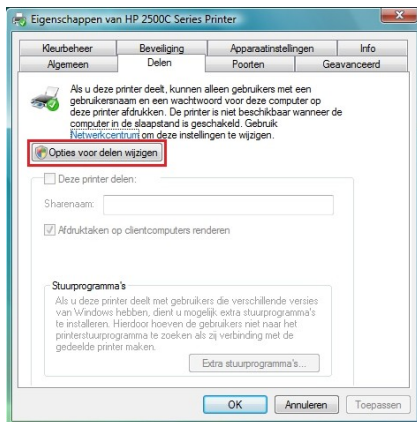 Eigenschappen van HP 2500C Series Printer
Kleurbeheer Beveiliging Apparaatinstellingen Info
Algemeen Delen Poorten Geavanceerd
Als u deze printer deelt, kunnen alleen gebruikers met een
gebruikersnaam en een wachtwoord voor deze computer op
deze printer afdrukken. De printer is niet beschikbaar wanneer de
computer in de slaapstand is geschakeld. Gebruik
Netwerkcentrum om deze instellingen te wijzigen.
Opties voor delen wijzigen
Deze printer delen:
Sharenaam:
Afdruktaken op clientcomputers renderen
Stuurprogramma's
Als u deze printer deelt met gebruikers die verschillende versies
van Windows hebben, dient u mogelijk extra stuurprogramma's
te installeren. Hierdoor hoeven de gebruikers niet naar het
printerstuurprogramma te zoeken als zij verbinding met de
gedeelde printer maken.
Extra stuurprogramma's...
OK Annuleren Toepassen